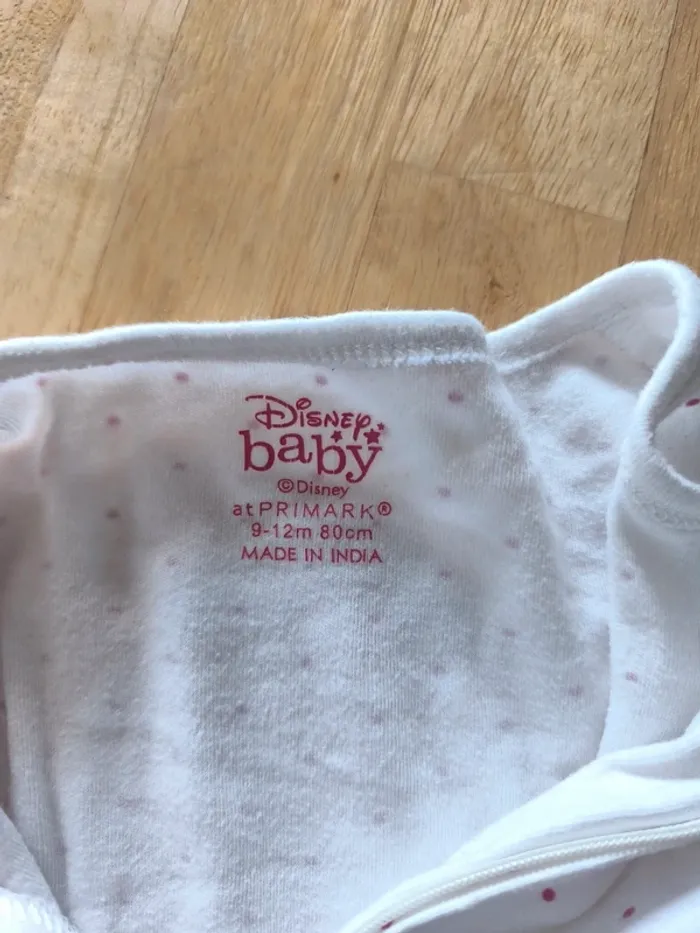 Disney
baby
©Disney
at PRIMARK®
9-12m 80cm
MADE IN INDIA